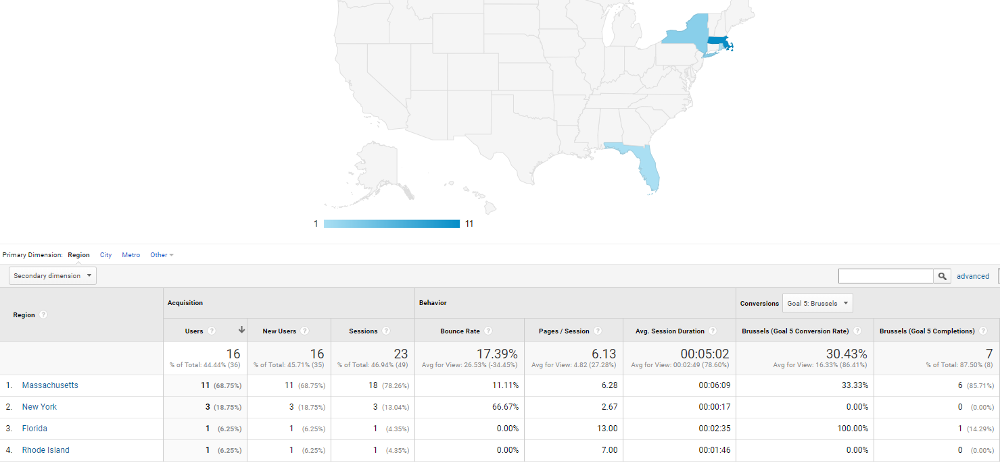 1 11
Primary Dimension: Region City Metro Other
Secondary dimension advanced
Region Acquisition Behavior Conversions Goal 5: Brussels
Users ? New Users ? Sessions ? Bounce Rate ? Pages / Session ? Avg. Session Duration ? Brussels (Goal 5 Conversion Rate) ? Brussels (Goal 5 Completions) ?
16 16 23 17.39% 6.13 00:05:02 30.43% 7
% of Total: 44.44% (36) % of Total: 45.71% (35) % of Total: 46.94% (49) Avg for View: 26.53% (-34.45%) Avg for View: 4.82 (27.28%) Avg for View: 00:02:49 (78.60%) Avg for View: 16.33% (86.41%) % of Total: 87.50% (8)
1. Massachusetts 11 (68.75%) 11 (68.75%) 18 (78.26%) 11.11% 6.28 00:06:09 33.33% 6 (85.71%)
2. New York 3 (18.75%) 3 (18.75%) 3 (13.04%) 66.67% 2.67 00:00:17 0.00% 0 (0.00%)
3. Florida 1 (6.25%) 1 (6.25%) 1 (4.35%) 0.00% 13.00 00:02:35 100.00% 1 (14.29%)
4. Rhode Island 1 (6.25%) 1 (6.25%) 1 (4.35%) 0.00% 7.00 00:01:46 0.00% 0 (0.00%)